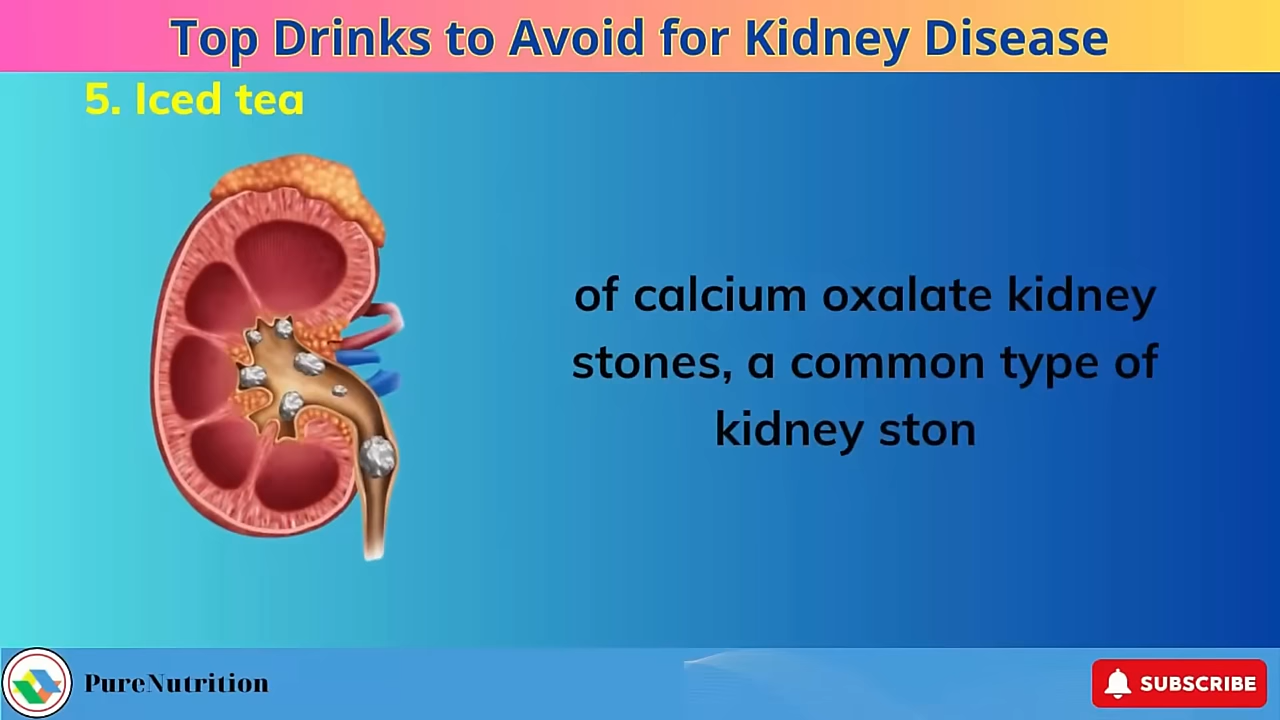 Top Drinks to Avoid for Kidney Disease
5. Iced tea
of calcium oxalate kidney
stones, a common type of
kidney ston
PureNutrition
SUBSCRIBE